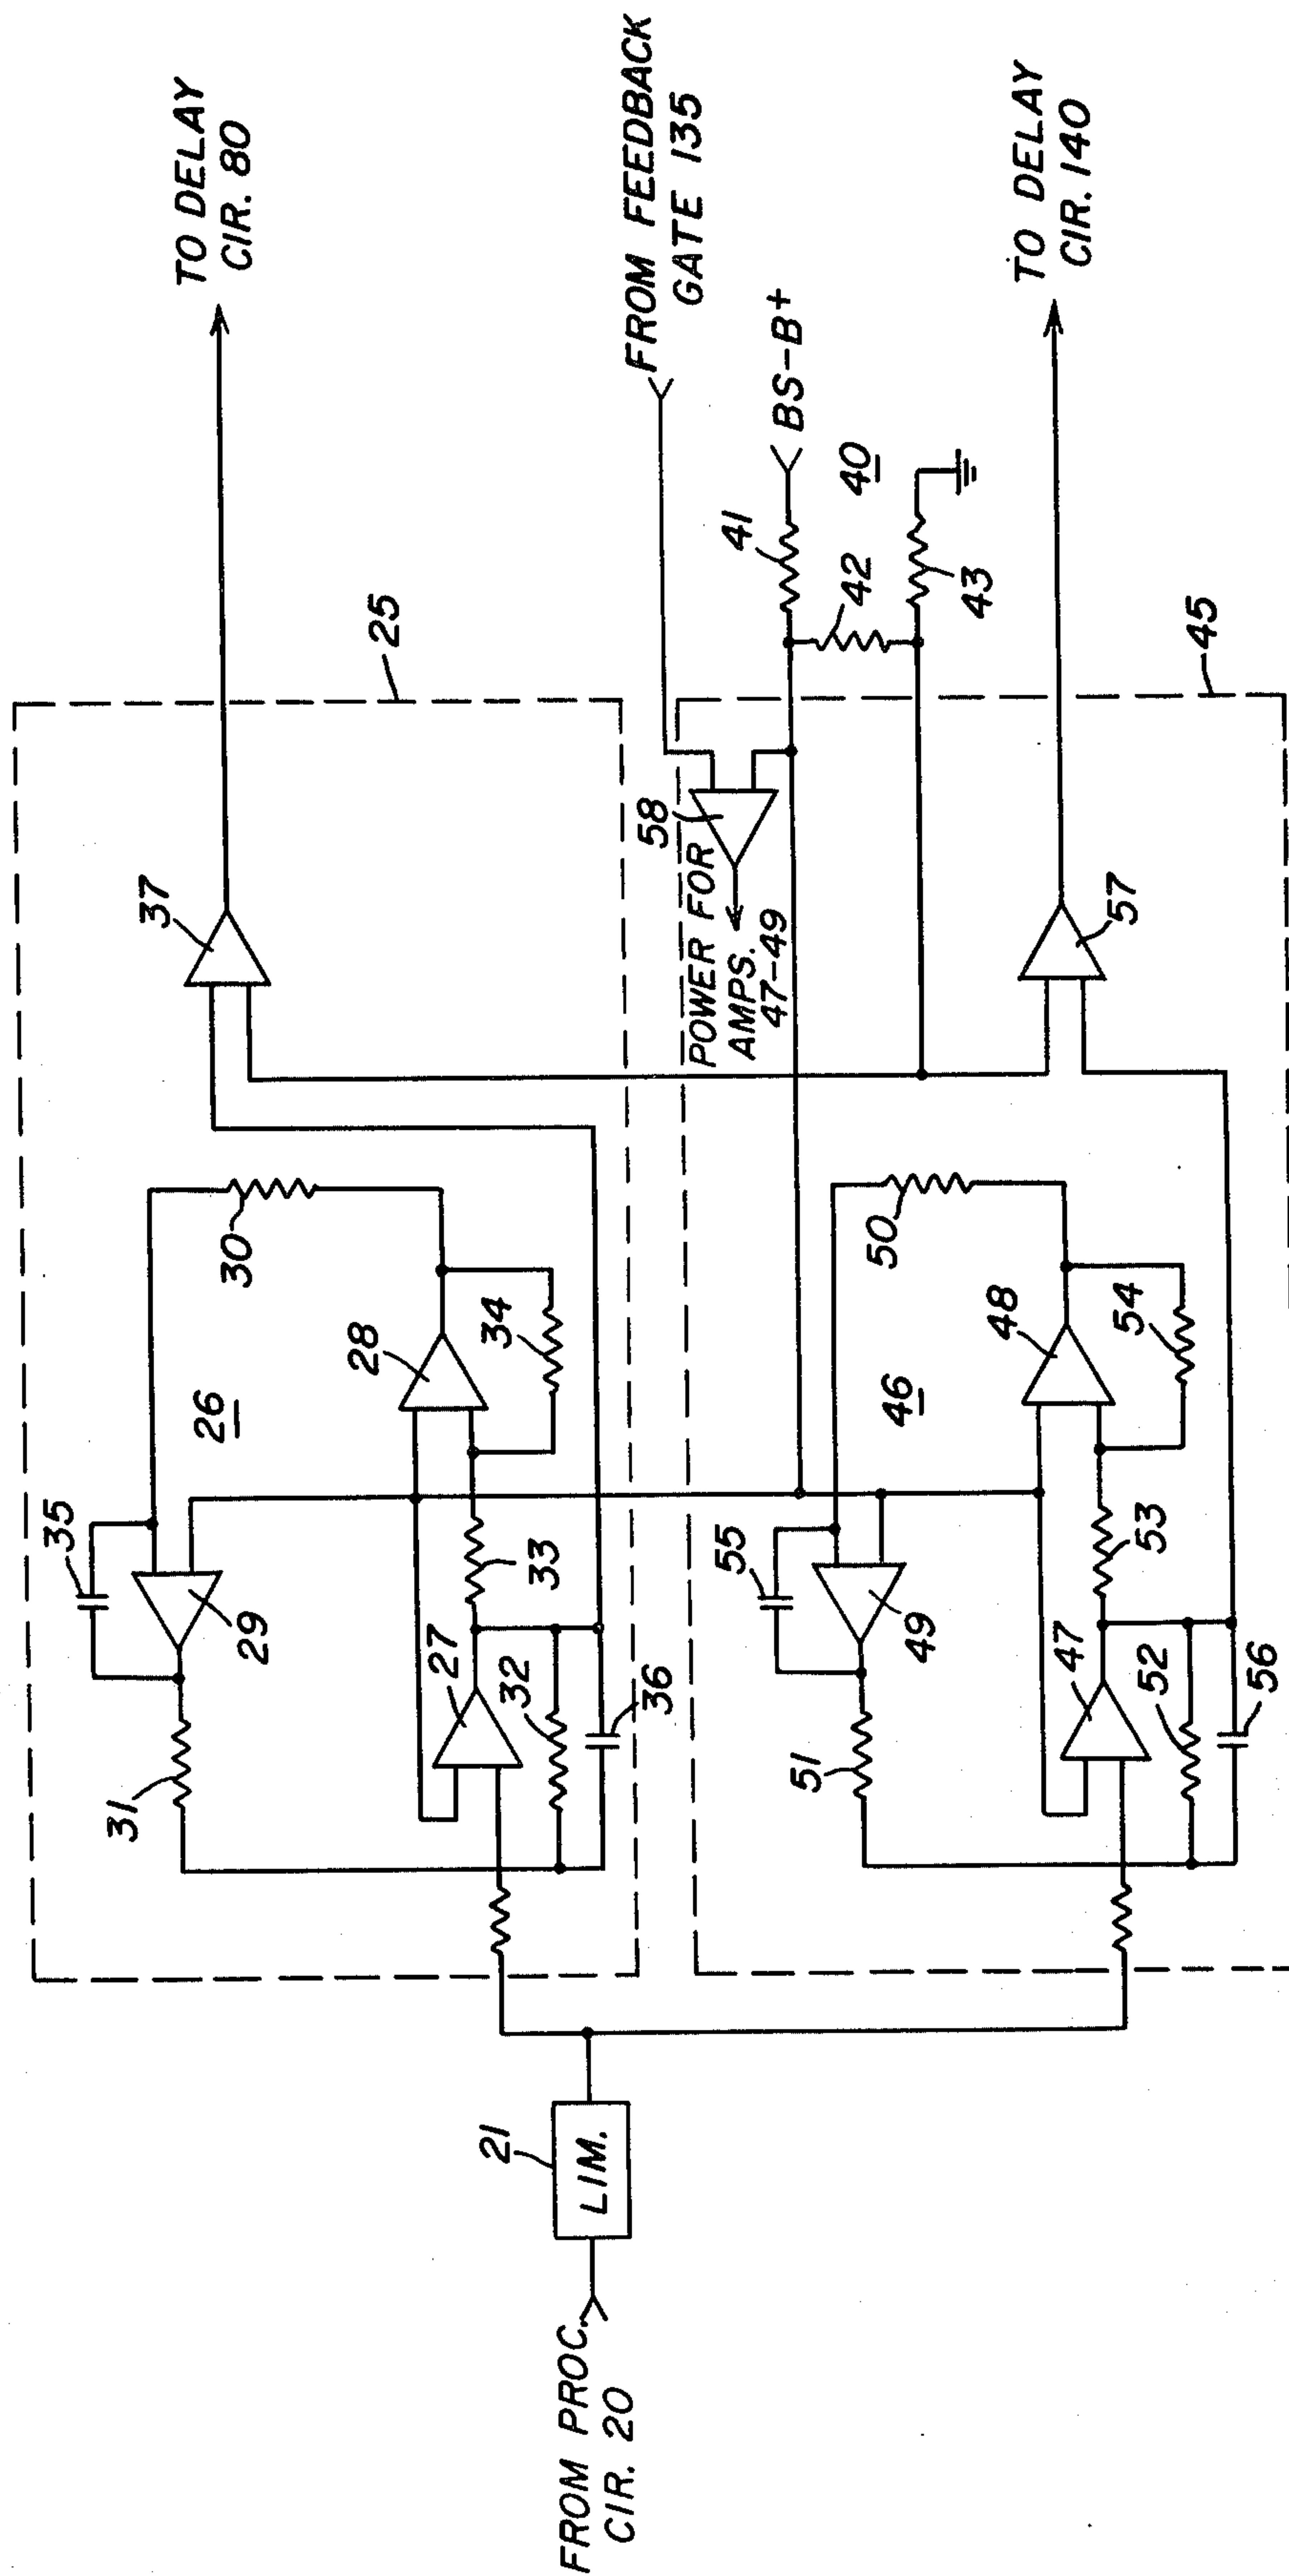 FROM PROC.
CIR. 20
21
LIM.
25
26
27
28
29
30
31
32
33
34
35
36
37
TO DELAY
CIR. 80
FROM FEEDBACK
GATE 135
BS-B+
40
41
42
43
58
POWER FOR
AMPS.
47-49
45
46
47
48
49
50
51
52
53
54
55
56
57
TO DELAY
CIR. 140